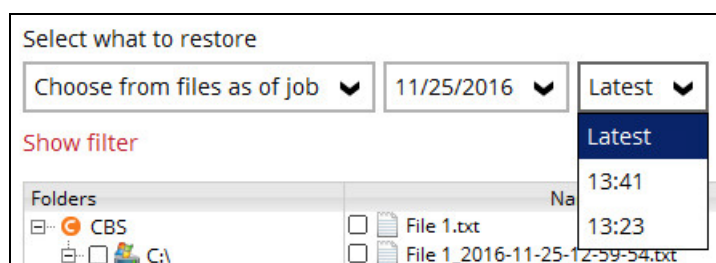 Select what to restore
Choose from files as of job 11/25/2016 Latest
Show filter
Latest
13:41
13:23
Folders
CBS
C:\
File 1.txt
File 1_2016-11-25-12-59-54.txt